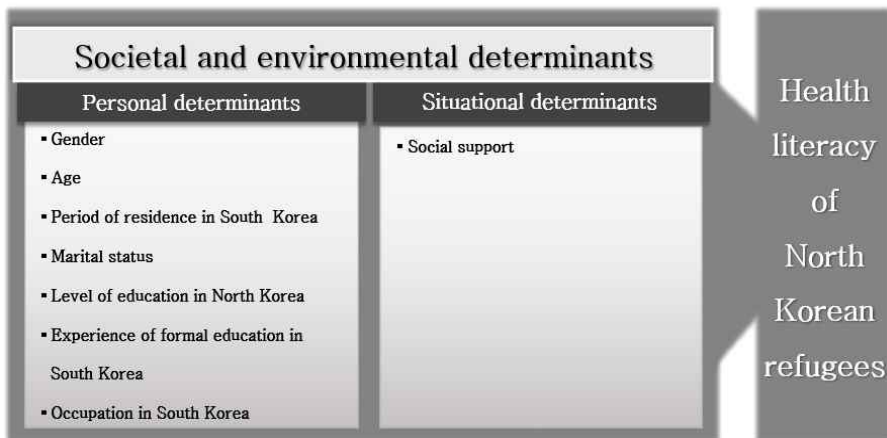 Societal and environmental determinants
Personal determinants
▪ Gender
▪ Age
▪ Period of residence in South Korea
▪ Marital status
▪ Level of education in North Korea
▪ Experience of formal education in
South Korea
▪ Occupation in South Korea
Situational determinants
▪ Social support
Health
literacy
of
North
Korean
refugees